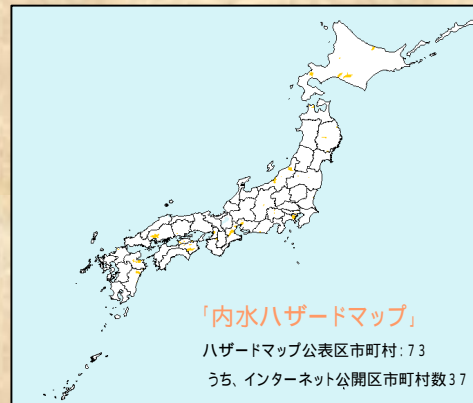 「内水ハザードマップ」
ハザードマップ公表区市町村:73
うち、インターネット公開区市町村数37